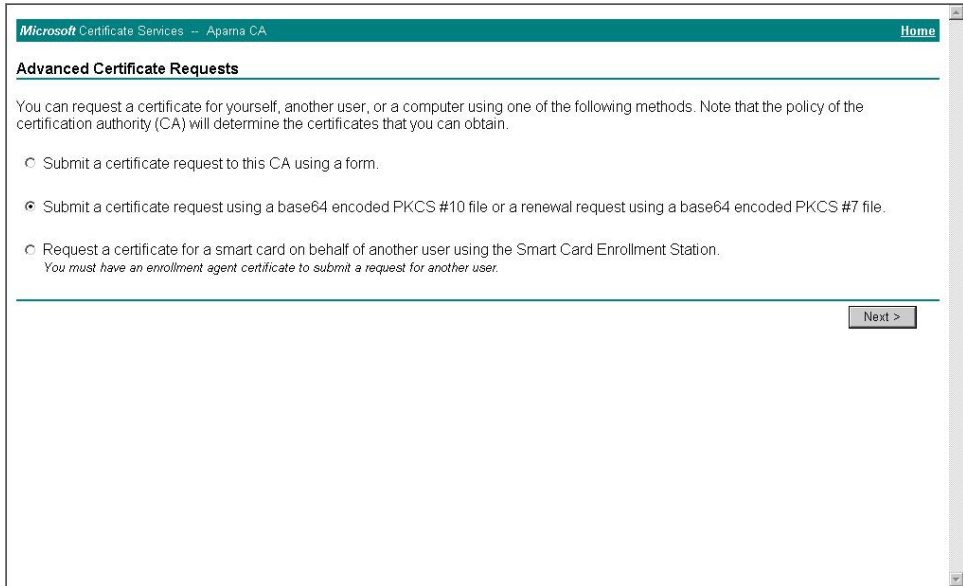 Microsoft Certificate Services -- Aparna CA Home
Advanced Certificate Requests
You can request a certificate for yourself, another user, or a computer using one of the following methods. Note that the policy of the
certification authority (CA) will determine the certificates that you can obtain.
Submit a certificate request to this CA using a form.
Submit a certificate request using a base64 encoded PKCS #10 file or a renewal request using a base64 encoded PKCS #7 file.
Request a certificate for a smart card on behalf of another user using the Smart Card Enrollment Station.
You must have an enrollment agent certificate to submit a request for another user.
Next >